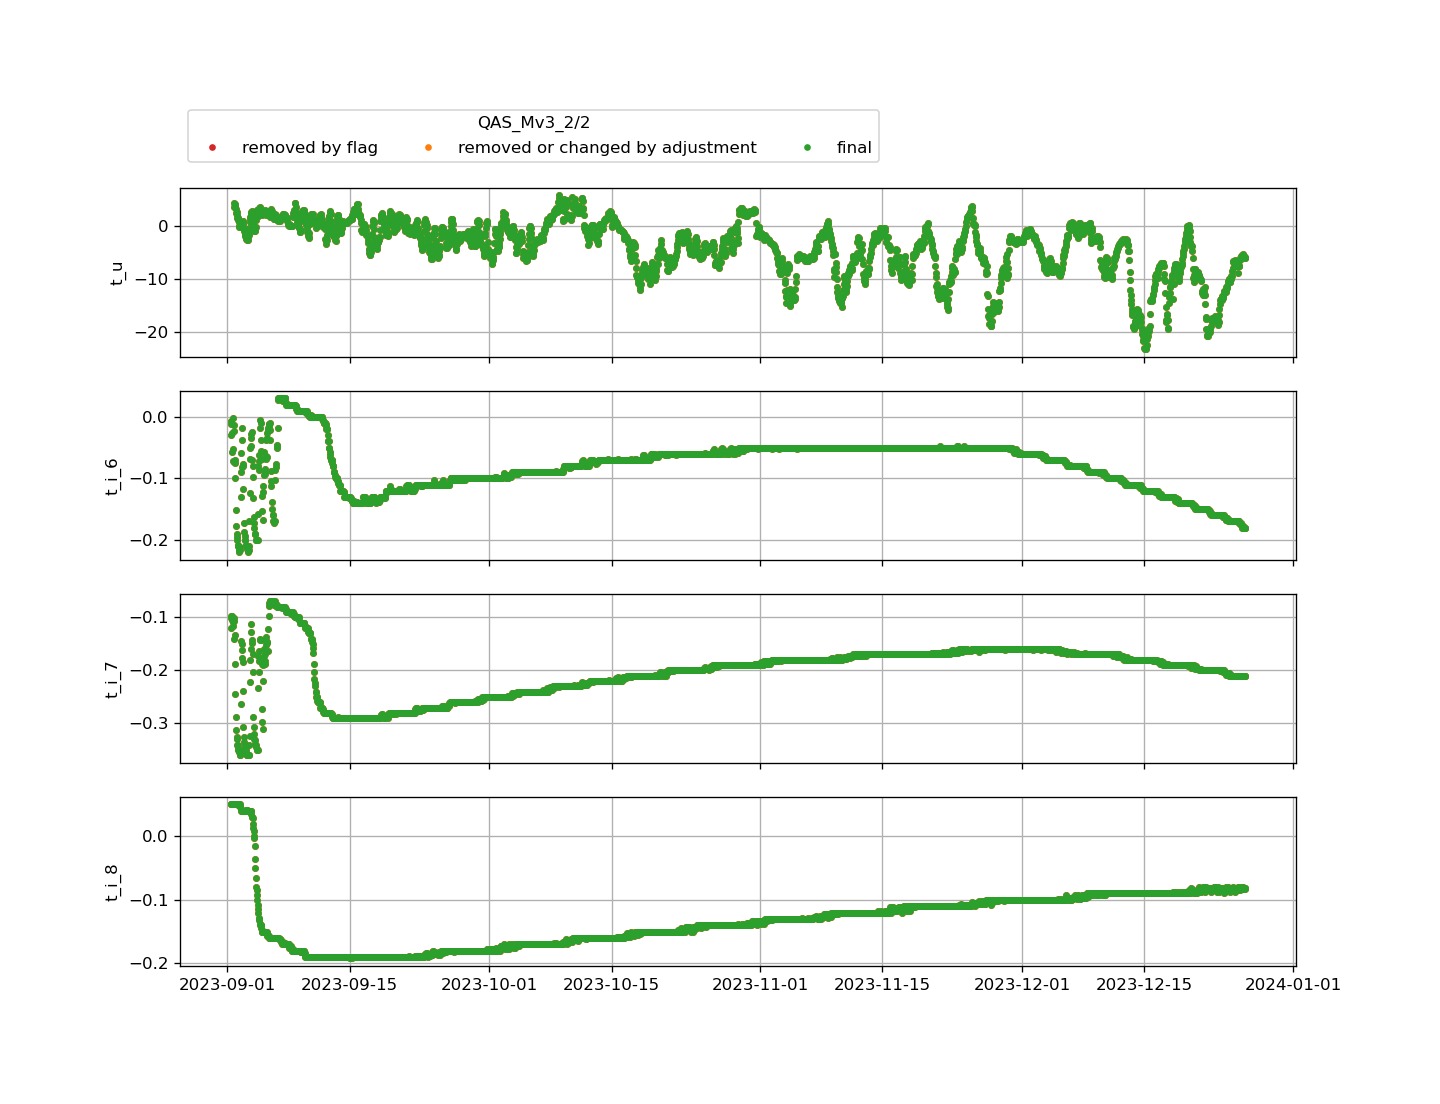 QAS_Mv3_2/2
removed by flag removed or changed by adjustment final
t_u
0
−10
−20
t_i_6
0.0
−0.1
−0.2
t_i_7
−0.1
−0.2
−0.3
t_i_8
0.0
−0.1
−0.2
2023-09-01 2023-09-15 2023-10-01 2023-10-15 2023-11-01 2023-11-15 2023-12-01 2023-12-15 2024-01-01